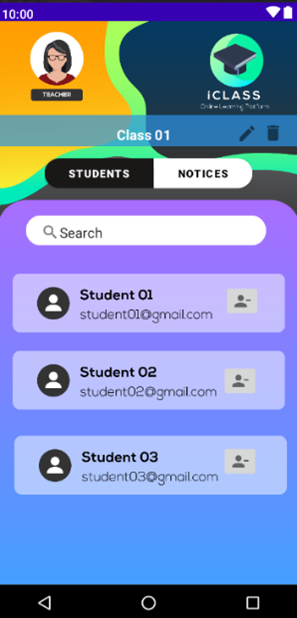 10:00
TEACHER
iCLASS
Online Learning Platform
Class 01
STUDENTS
NOTICES
Search
Student 01
student01@gmail.com
Student 02
student02@gmail.com
Student 03
student03@gmail.com